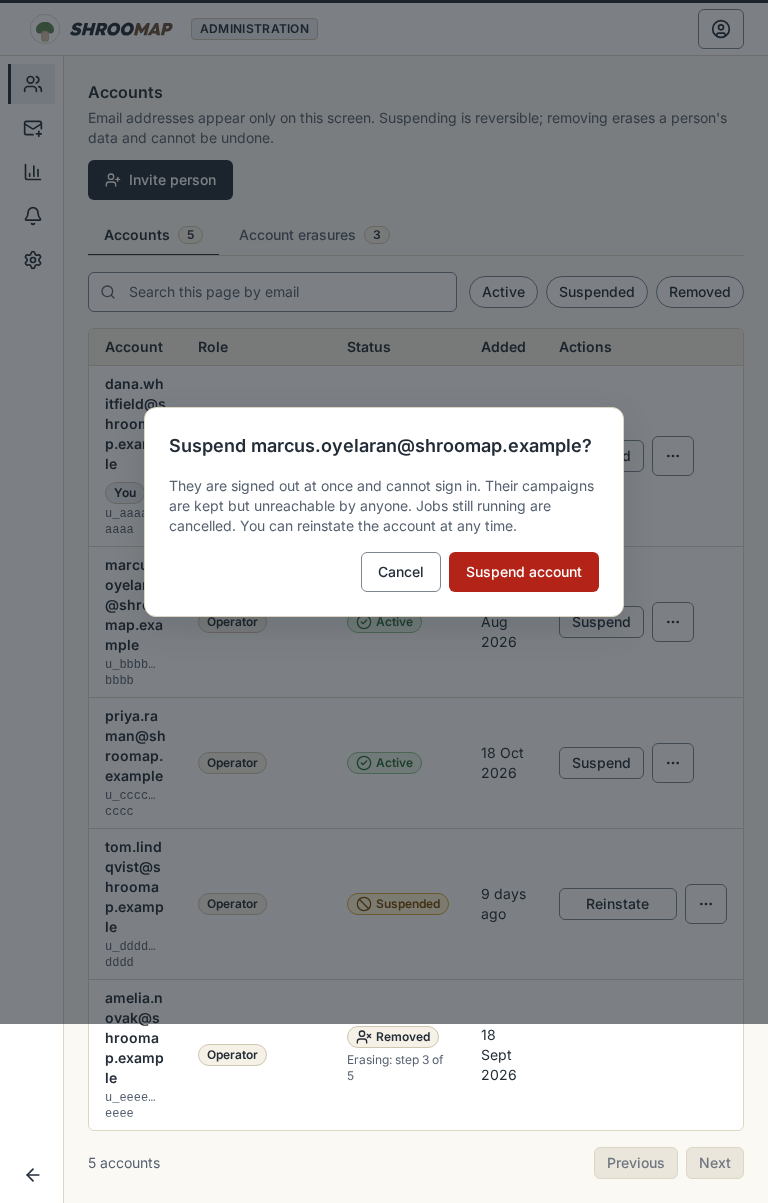 SHROOMAP ADMINISTRATION
Accounts
Email addresses appear only on this screen. Suspending is reversible; removing erases a person's
data and cannot be undone.
Invite person
Accounts 5 Account erasures 3
Search this page by email Active Suspended Removed
Account Role Status Added Actions
dana.wh
itfield@s
le
You
aaaa
Suspend marcus.oyelaran@shroomap.example?
They are signed out at once and cannot sign in. Their campaigns
are kept but unreachable by anyone. Jobs still running are
cancelled. You can reinstate the account at any time.
Cancel Suspend account
map.exa
mple
u_bbbb…
bbbb
Operator Active Aug
2026
Suspend
priya.ra
man@sh
roomap.
example
u_cccc…
cccc
Operator Active 18 Oct
2026
Suspend
tom.lind
qvist@s
hrooma
p.examp
le
u_dddd…
dddd
Operator Suspended 9 days
ago
Reinstate
amelia.n
ovak@s
hrooma
p.examp
le
u_eeee…
eeee
Operator Removed
Erasing: step 3 of
5
18
Sept
2026
5 accounts Previous Next